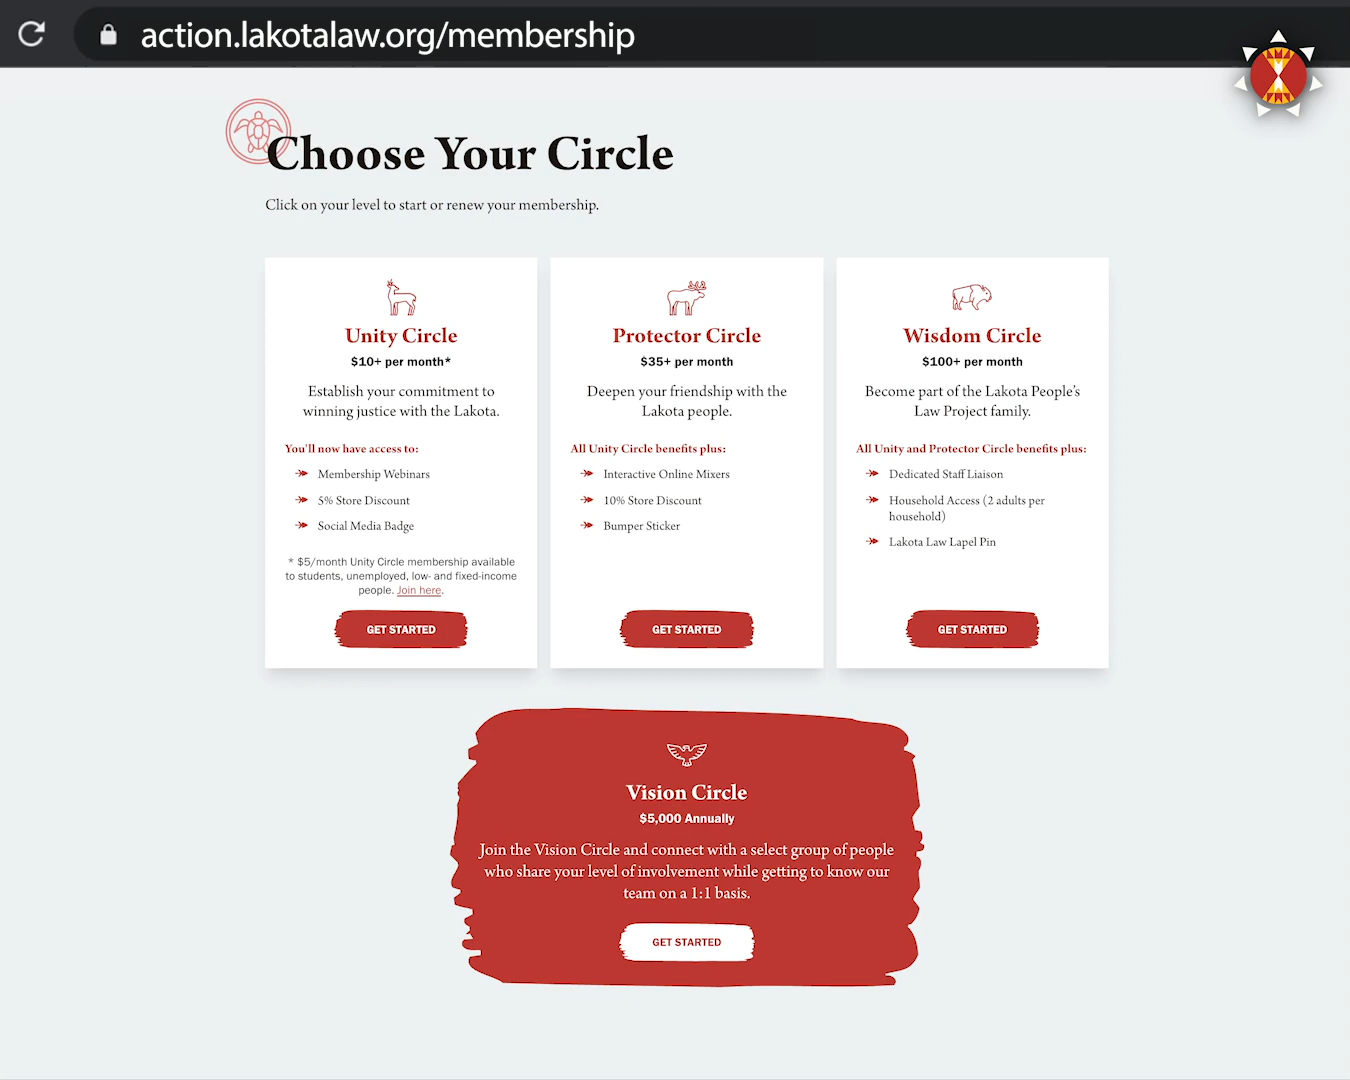 action.lakotalaw.org/membership
Choose Your Circle
Click on your level to start or renew your membership.
Unity Circle
$10+ per month*
Establish your commitment to
winning justice with the Lakota.
You'll now have access to:
Membership Webinars
5% Store Discount
Social Media Badge
* $5/month Unity Circle membership available
to students, unemployed, low- and fixed-income
people. Join here.
GET STARTED
Protector Circle
$35+ per month
Deepen your friendship with the
Lakota people.
All Unity Circle benefits plus:
Interactive Online Mixers
10% Store Discount
Bumper Sticker
GET STARTED
Wisdom Circle
$100+ per month
Become part of the Lakota People's
Law Project family.
All Unity and Protector Circle benefits plus:
Dedicated Staff Liaison
Household Access (2 adults per
household)
Lakota Law Lapel Pin
GET STARTED
Vision Circle
$5,000 Annually
Join the Vision Circle and connect with a select group of people
who share your level of involvement while getting to know our
team on a 1:1 basis.
GET STARTED